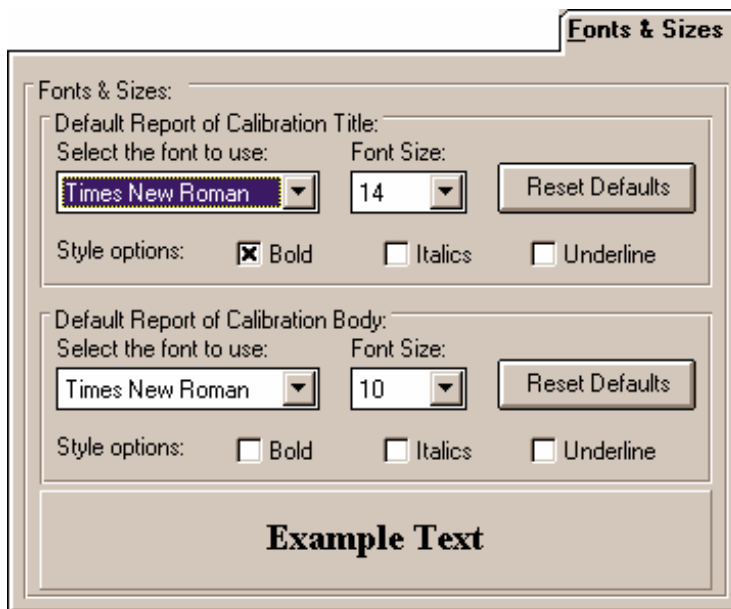 Fonts & Sizes
Fonts & Sizes:
Default Report of Calibration Title:
Select the font to use: Font Size:
Times New Roman 14 Reset Defaults
Style options: Bold Italics Underline
Default Report of Calibration Body:
Select the font to use: Font Size:
Times New Roman 10 Reset Defaults
Style options: Bold Italics Underline
Example Text